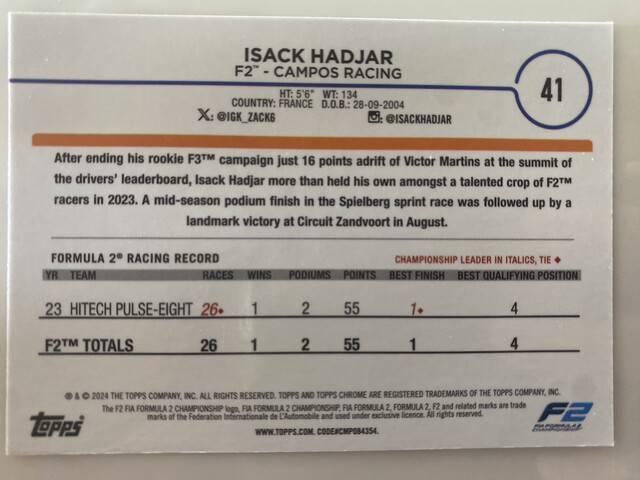 ISACK HADJAR
F2™ - CAMPOS RACING
41
HT: 5'6" WT: 134
COUNTRY: FRANCE D.O.B.: 28-09-2004
X: @IGK_ZACK6 : @ISACKHADJAR
After ending his rookie F3™ campaign just 16 points adrift of Victor Martins at the summit of
the drivers' leaderboard, Isack Hadjar more than held his own amongst a talented crop of F2™
racers in 2023. A mid-season podium finish in the Spielberg sprint race was followed up by a
landmark victory at Circuit Zandvoort in August.
FORMULA 2® RACING RECORD CHAMPIONSHIP LEADER IN ITALICS, TIE ♦
YR TEAM RACES WINS PODIUMS POINTS BEST FINISH BEST QUALIFYING POSITION
23 HITECH PULSE-EIGHT 26♦ 1 2 55 1♦ 4
F2™ TOTALS 26 1 2 55 1 4
® & © 2024 THE TOPPS COMPANY, INC. ALL RIGHTS RESERVED. TOPPS AND TOPPS CHROME ARE REGISTERED TRADEMARKS OF THE TOPPS COMPANY, INC.
The F2 FIA FORMULA 2 CHAMPIONSHIP logo, FIA FORMULA 2 CHAMPIONSHIP, FIA FORMULA 2, FORMULA 2, F2 and related marks are trade
marks of the Federation Internationale de L'Automobile and used under exclusive licence. All rights reserved.
WWW.TOPPS.COM. CODE#CMP084354.
Topps
F2
FIA FORMULA 2
CHAMPIONSHIP